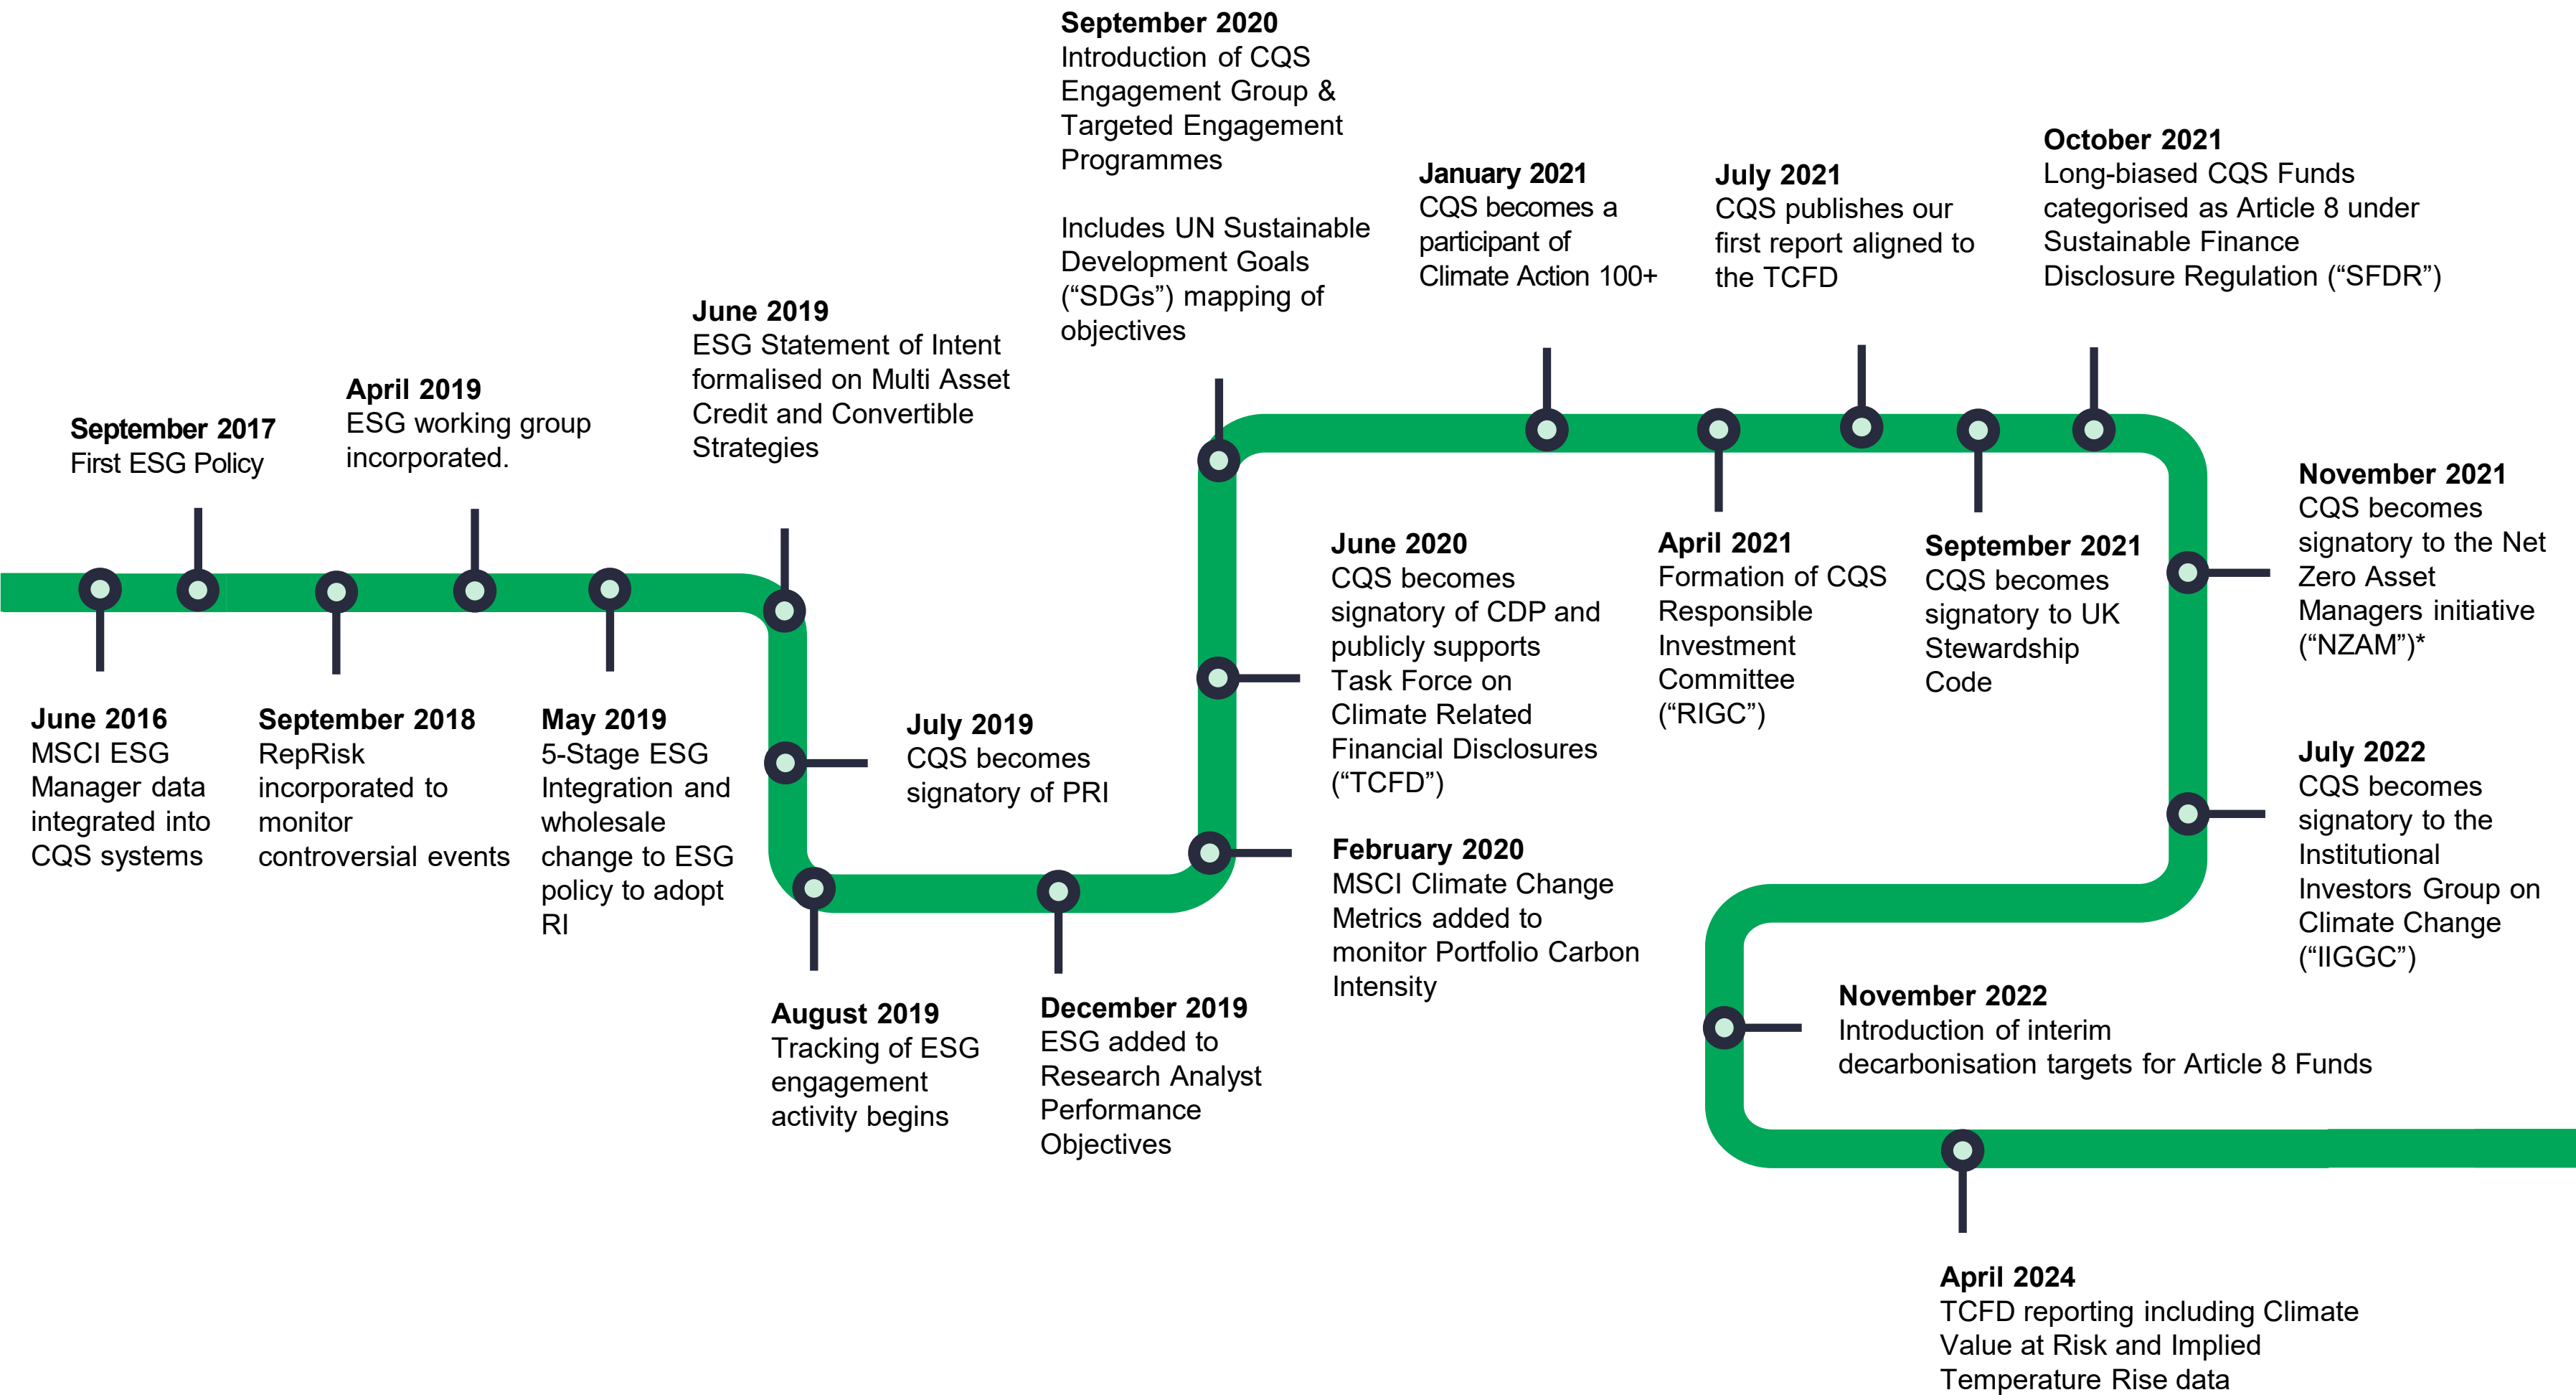 June 2016
MSCI ESG
Manager data
integrated into
CQS systems
September 2017
First ESG Policy
September 2018
RepRisk
incorporated to
monitor
controversial events
April 2019
ESG working group
incorporated.
May 2019
5-Stage ESG
Integration and
wholesale
change to ESG
policy to adopt
RI
June 2019
ESG Statement of Intent
formalised on Multi Asset
Credit and Convertible
Strategies
July 2019
CQS becomes
signatory of PRI
August 2019
Tracking of ESG
engagement
activity begins
December 2019
ESG added to
Research Analyst
Performance
Objectives
February 2020
MSCI Climate Change
Metrics added to
monitor Portfolio Carbon
Intensity
June 2020
CQS becomes
signatory of CDP and
publicly supports
Task Force on
Climate Related
Financial Disclosures
(“TCFD”)
September 2020
Introduction of CQS
Engagement Group &
Targeted Engagement
Programmes
Includes UN Sustainable
Development Goals
(“SDGs”) mapping of
objectives
January 2021
CQS becomes a
participant of
Climate Action 100+
April 2021
Formation of CQS
Responsible
Investment
Committee
(“RIGC”)
July 2021
CQS publishes our
first report aligned to
the TCFD
September 2021
CQS becomes
signatory to UK
Stewardship
Code
October 2021
Long-biased CQS Funds
categorised as Article 8 under
Sustainable Finance
Disclosure Regulation (“SFDR”)
November 2021
CQS becomes
signatory to the Net
Zero Asset
Managers initiative
(“NZAM”)*
July 2022
CQS becomes
signatory to the
Institutional
Investors Group on
Climate Change
(“IIGGC”)
November 2022
Introduction of interim
decarbonisation targets for Article 8 Funds
April 2024
TCFD reporting including Climate
Value at Risk and Implied
Temperature Rise data